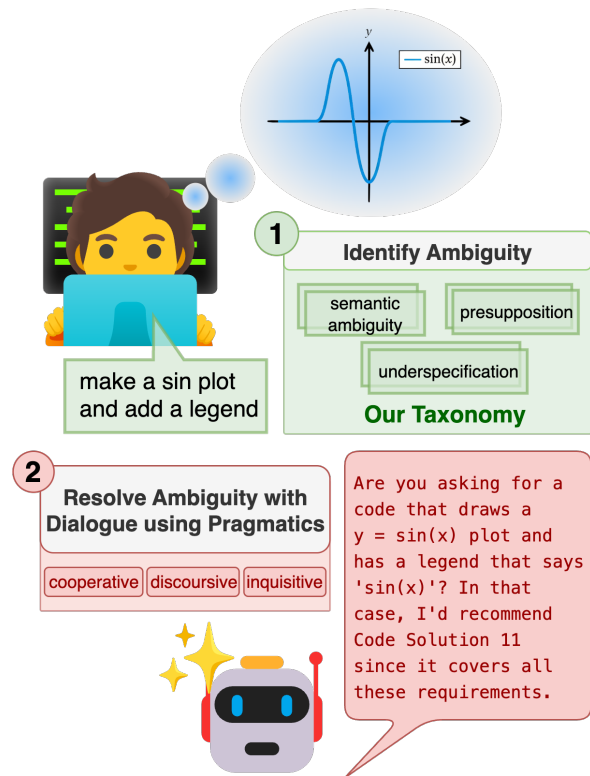 y
sin(x)
1
Identify Ambiguity
semantic
ambiguity
presupposition
underspecification
Our Taxonomy
make a sin plot
and add a legend
2
Resolve Ambiguity with
Dialogue using Pragmatics
cooperative
discoursive
inquisitive
Are you asking for a
code that draws a
y = sin(x) plot and
has a legend that says
'sin(x)'? In that
case, I'd recommend
Code Solution 11
since it covers all
these requirements.